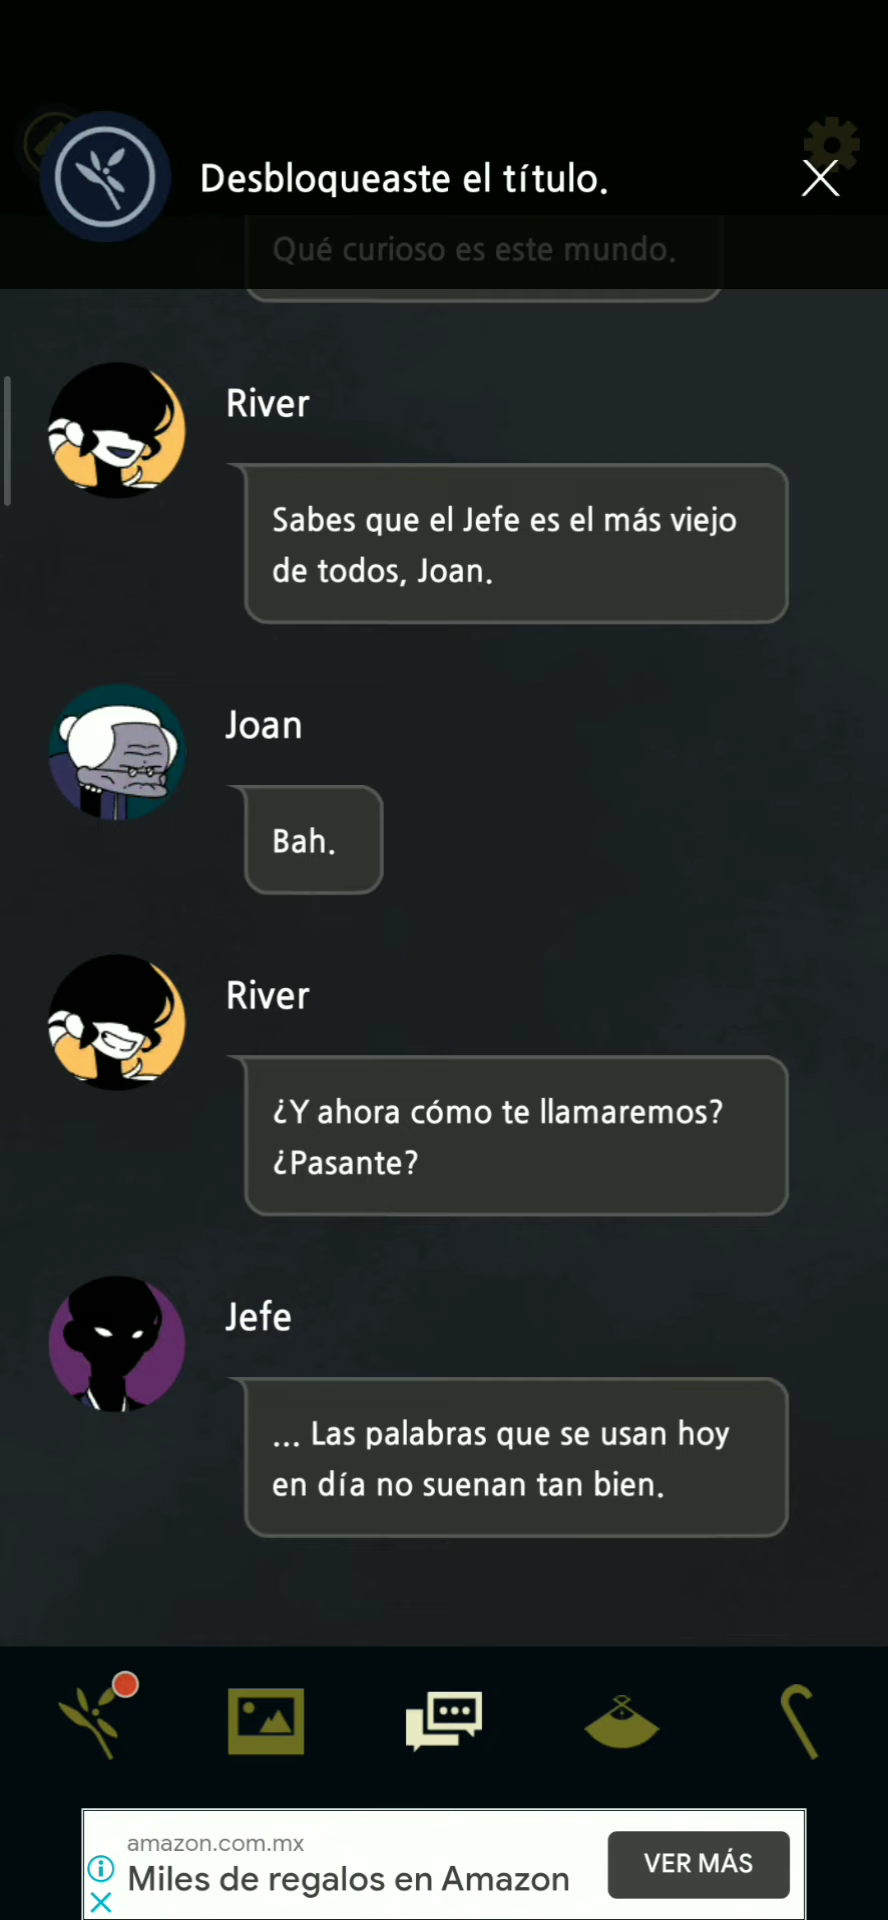 Desbloqueaste el título.
Qué curioso es este mundo.
River
Sabes que el Jefe es el más viejo
de todos, Joan.
Joan
Bah.
River
¿Y ahora cómo te llamaremos?
¿Pasante?
Jefe
... Las palabras que se usan hoy
en día no suenan tan bien.
amazon.com.mx
Miles de regalos en Amazon
VER MÁS